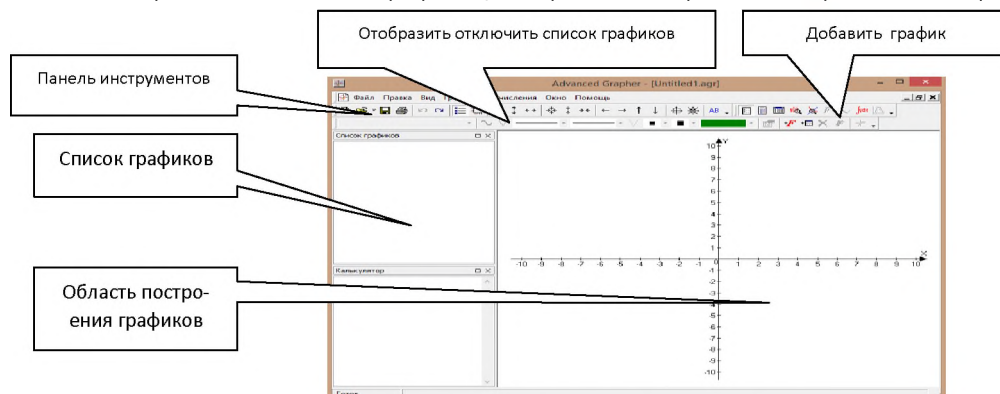 Отобразить отключить список графиков
Добавить график
Панель инструментов
Advanced Grapher - [Untitled1.agr]
Файл Правка Вид
Окно Помощь
Список графиков
Список графиков
Y
10
9
8
7
6
5
4
3
2
1
-10 -9 -8 -7 -6 -5 -4 -3 -2 -1 0 1 2 3 4 5 6 7 8 9 10
X
-1
-2
-3
-4
-5
-6
-7
-8
-9
-10
Калькулятор
Область постро-
ения графиков